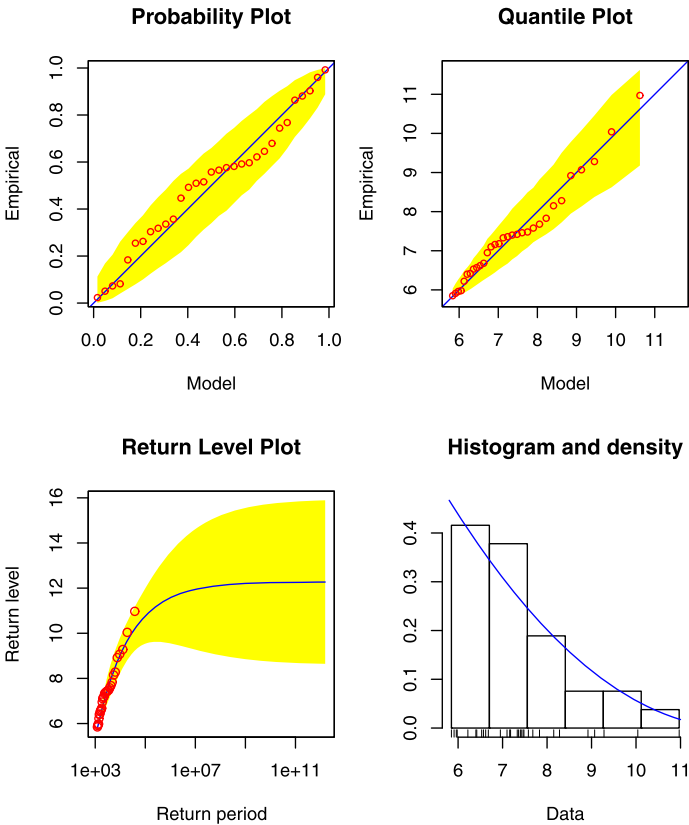 Probability Plot
Empirical
0.0 0.2 0.4 0.6 0.8 1.0
0.0 0.2 0.4 0.6 0.8 1.0
Model
Quantile Plot
Empirical
6 7 8 9 10 11
6 7 8 9 10 11
Model
Return Level Plot
Return level
6 8 10 12 14 16
1e+03 1e+07 1e+11
Return period
Histogram and density
0.0 0.1 0.2 0.3 0.4
6 7 8 9 10 11
Data